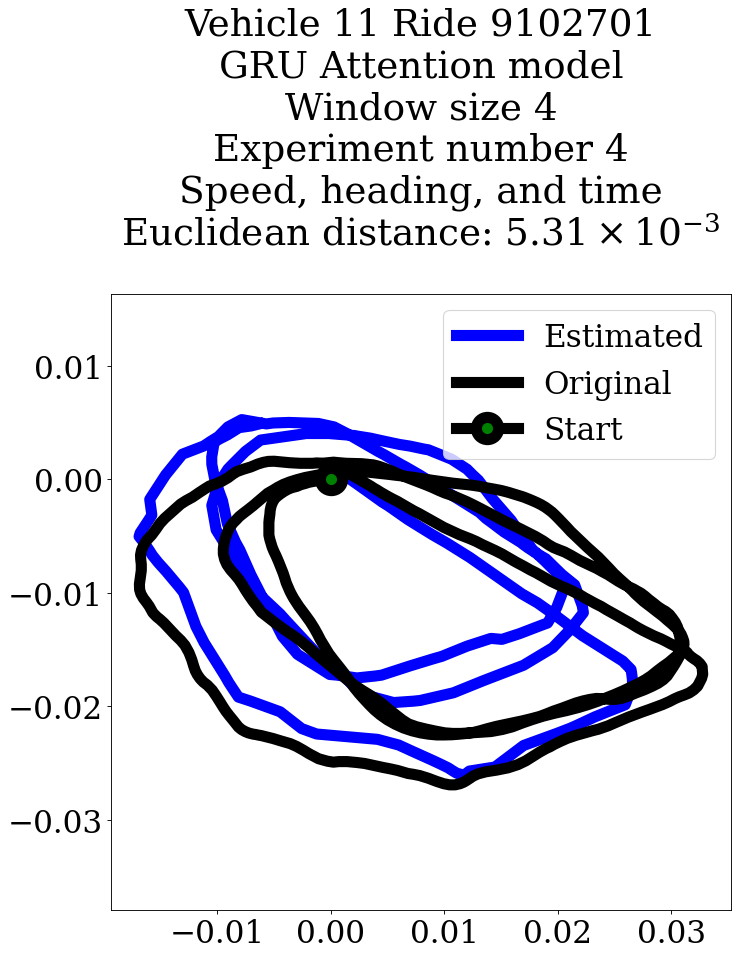 Vehicle 11 Ride 9102701
GRU Attention model
Window size 4
Experiment number 4
Speed, heading, and time
Euclidean distance: 5.31 × 10⁻³
Estimated
Original
Start
0.01
0.00
−0.01
−0.02
−0.03
−0.01 0.00 0.01 0.02 0.03